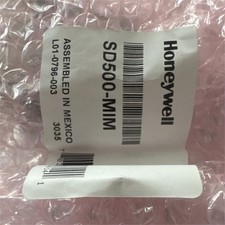 Honeywell
SD500-MIM
ASSEMBLED IN MEXICO
L01-0796-003
3035